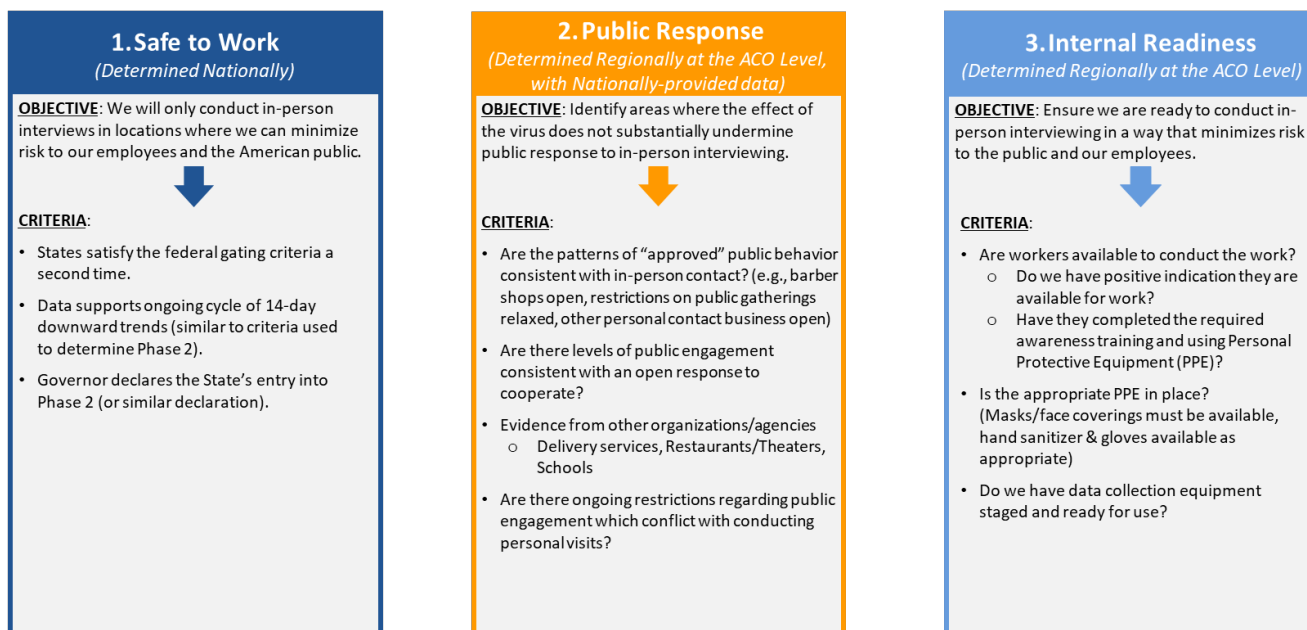 1. Safe to Work
(Determined Nationally)
OBJECTIVE: We will only conduct in-person
interviews in locations where we can minimize
risk to our employees and the American public.
CRITERIA:
• States satisfy the federal gating criteria a
second time.
• Data supports ongoing cycle of 14-day
downward trends (similar to criteria used
to determine Phase 2).
• Governor declares the State's entry into
Phase 2 (or similar declaration).
2. Public Response
(Determined Regionally at the ACO Level,
with Nationally-provided data)
OBJECTIVE: Identify areas where the effect of
the virus does not substantially undermine
public response to in-person interviewing.
CRITERIA:
• Are the patterns of “approved” public behavior
consistent with in-person contact? (e.g., barber
shops open, restrictions on public gatherings
relaxed, other personal contact business open)
• Are there levels of public engagement
consistent with an open response to
cooperate?
• Evidence from other organizations/agencies
o Delivery services, Restaurants/Theaters,
Schools
• Are there ongoing restrictions regarding public
engagement which conflict with conducting
personal visits?
3. Internal Readiness
(Determined Regionally at the ACO Level)
OBJECTIVE: Ensure we are ready to conduct in-
person interviewing in a way that minimizes risk
to the public and our employees.
CRITERIA:
• Are workers available to conduct the work?
o Do we have positive indication they are
available for work?
o Have they completed the required
awareness training and using Personal
Protective Equipment (PPE)?
• Is the appropriate PPE in place?
(Masks/face coverings must be available,
hand sanitizer & gloves available as
appropriate)
• Do we have data collection equipment
staged and ready for use?